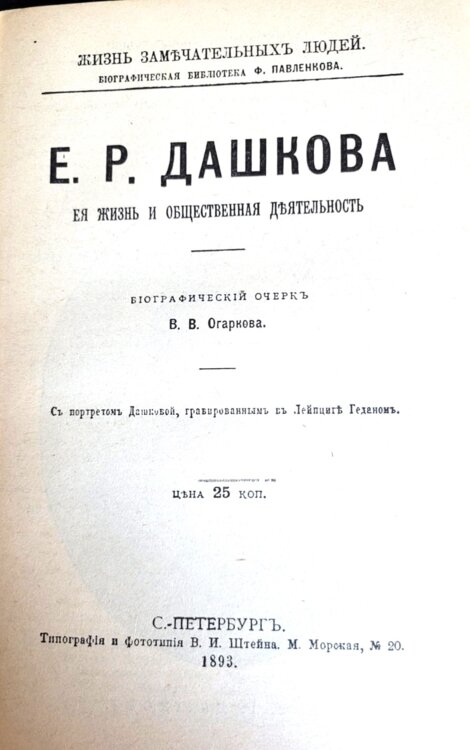 ЖИЗНЬ ЗАМѢЧАТЕЛЬНЫХЪ ЛЮДЕЙ.
БІОГРАФИЧЕСКАЯ БИБЛІОТЕКА Ф. ПАВЛЕНКОВА.
Е. Р. ДАШКОВА
ЕЯ ЖИЗНЬ И ОБЩЕСТВЕННАЯ ДѢЯТЕЛЬНОСТЬ
БІОГРАФИЧЕСКІЙ ОЧЕРКЪ
В. В. Огаркова.
Съ портретомъ Дашковой, гравированнымъ въ Лейпцигѣ Геданомъ.
ЦѢНА 25 КОП.
С.-ПЕТЕРБУРГЪ.
Типографія и фототипія В. И. Штейна. М. Морская, № 20.
1893.